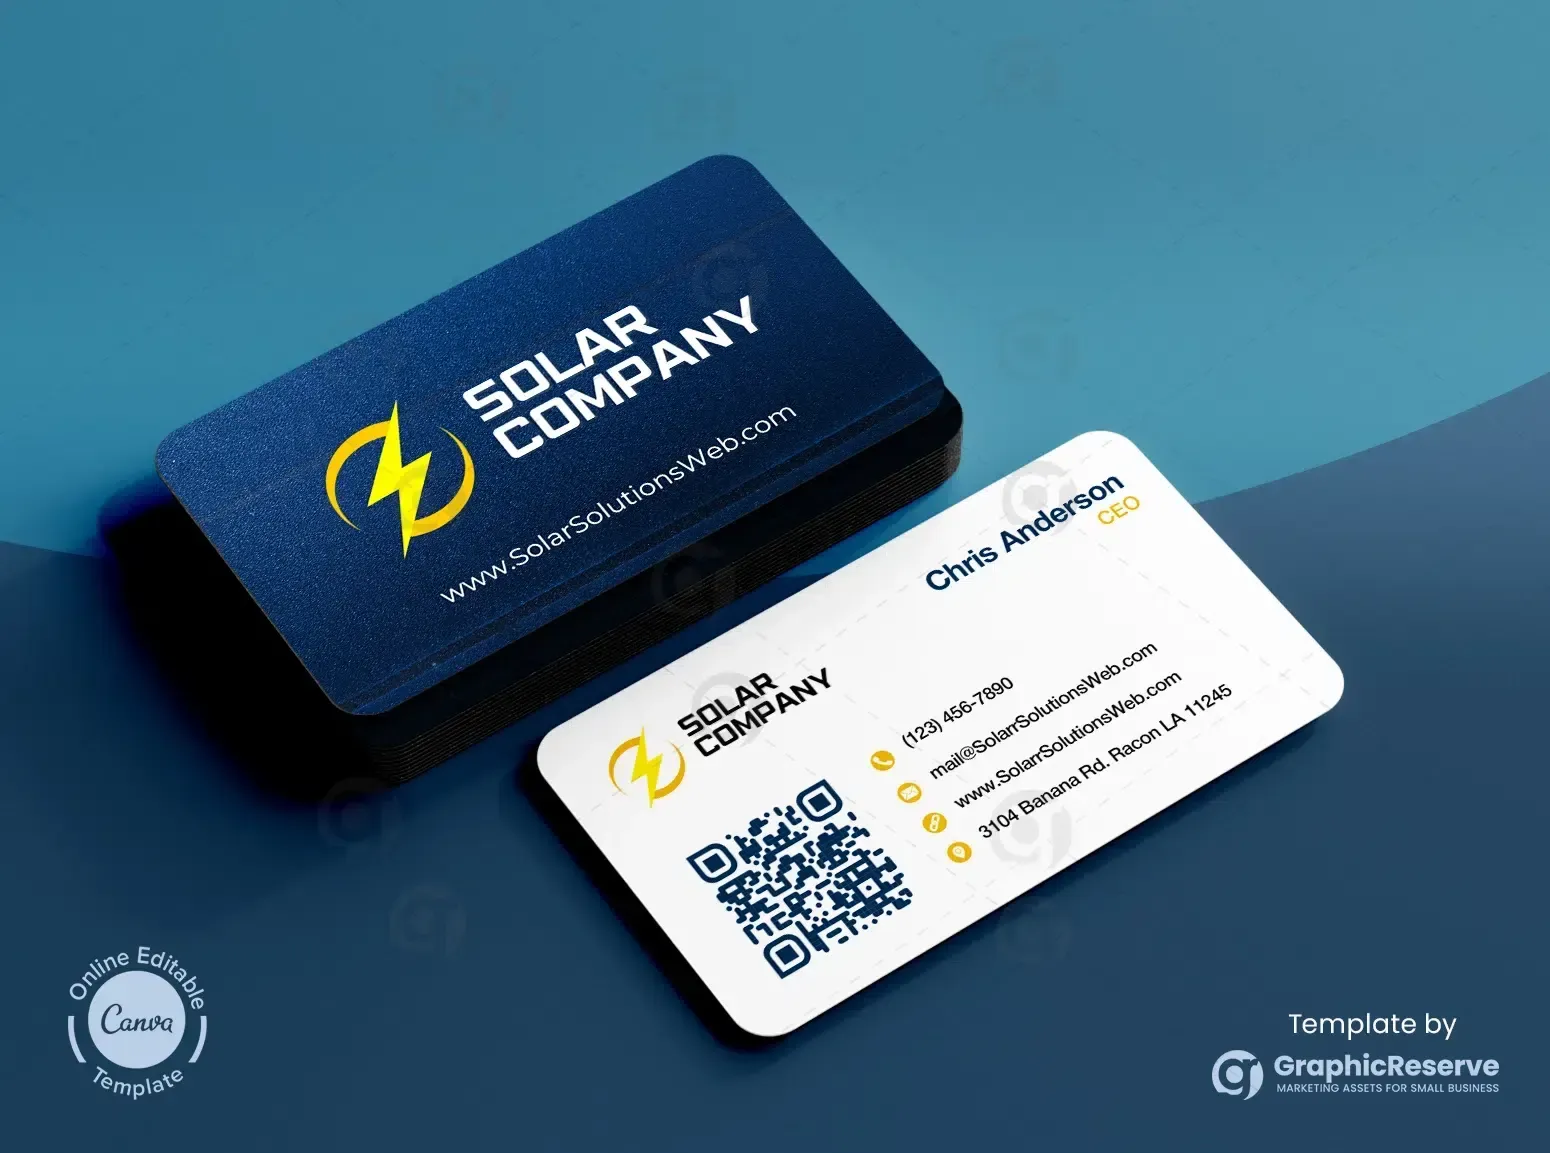 SOLAR
COMPANY
www.SolarSolutionsWeb.com
Chris Anderson
CEO
SOLAR
COMPANY
(123) 456-7890
mail@SolarrSolutionsWeb.com
www.SolarrSolutionsWeb.com
3104 Banana Rd. Racon LA 11245
Online Editable
Canva
Template
Template by
gr GraphicReserve
MARKETING ASSETS FOR SMALL BUSINESS